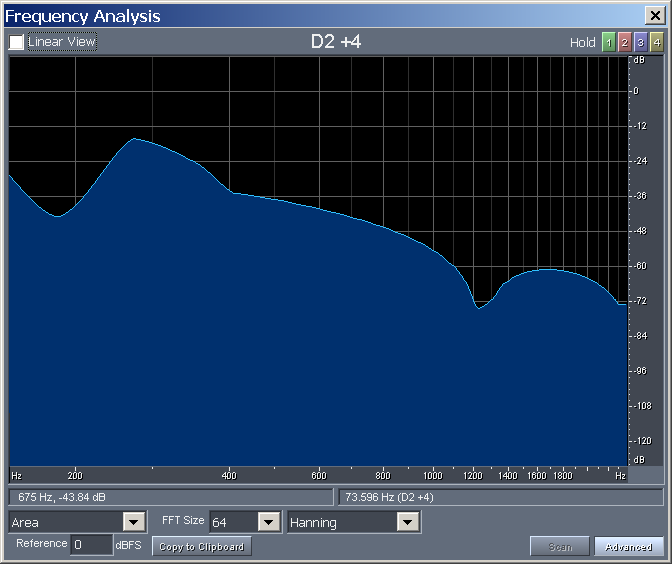 Frequency Analysis
Linear View D2 +4 Hold 1 2 3 4
dB
0
-12
-24
-36
-48
-60
-72
-84
-96
-108
-120
dB
Hz 200 400 600 800 1000 1200 1400 1600 1800 Hz
675 Hz, -43.84 dB 73.596 Hz (D2 +4)
Area FFT Size 64 Hanning
Reference 0 dBFS Copy to Clipboard Scan Advanced